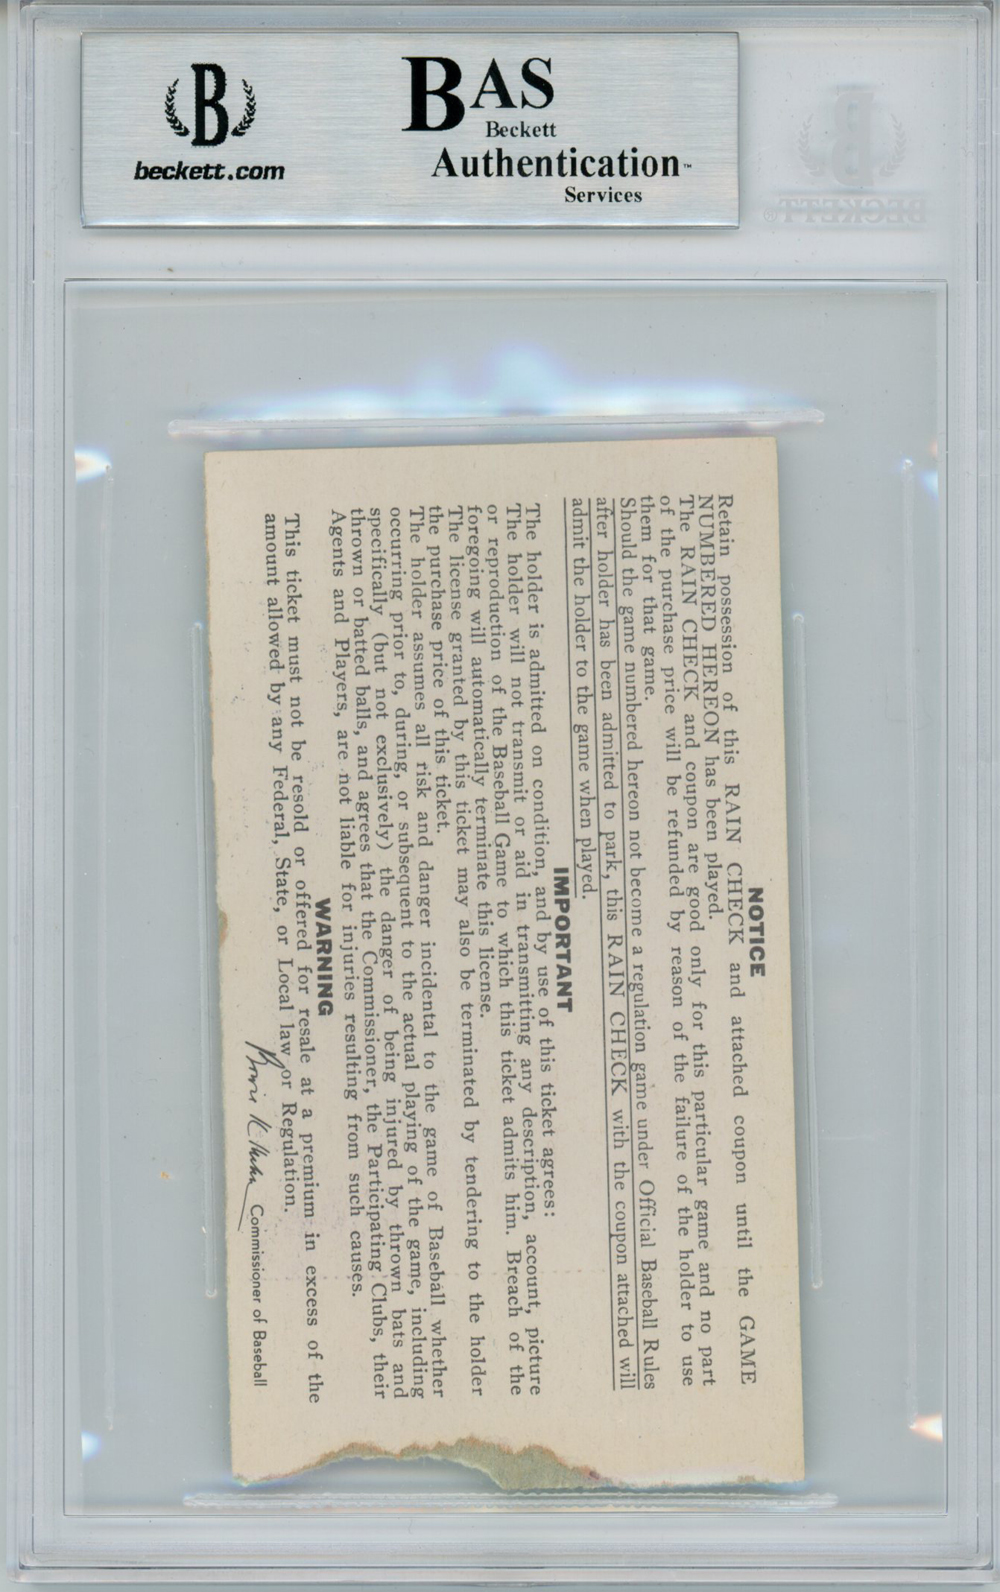 B
beckett.com
BAS
Beckett
Authentication™
Services
BECKETT®
NOTICE
Retain possession of this RAIN CHECK and attached coupon until the GAME
NUMBERED HEREON has been played.
The RAIN CHECK and coupon are good only for this particular game and no part
of the purchase price will be refunded by reason of the failure of the holder to use
them for that game.
Should the game numbered hereon not become a regulation game under Official Baseball Rules
after holder has been admitted to park, this RAIN CHECK with the coupon attached will
admit the holder to the game when played.
IMPORTANT
The holder is admitted on condition, and by use of this ticket agrees:
The holder will not transmit or aid in transmitting any description, account, picture
or reproduction of the Baseball Game to which this ticket admits him. Breach of the
foregoing will automatically terminate this license.
The license granted by this ticket may also be terminated by tendering to the holder
the purchase price of this ticket.
The holder assumes all risk and danger incidental to the game of Baseball whether
occurring prior to, during, or subsequent to the actual playing of the game, including
specifically (but not exclusively) the danger of being injured by thrown bats and
thrown or batted balls, and agrees that the Commissioner, the Participating Clubs, their
Agents and Players, are not liable for injuries resulting from such causes.
WARNING
This ticket must not be resold or offered for resale at a premium in excess of the
amount allowed by any Federal, State, or Local law or Regulation.
Bowie K Kuhn Commissioner of Baseball